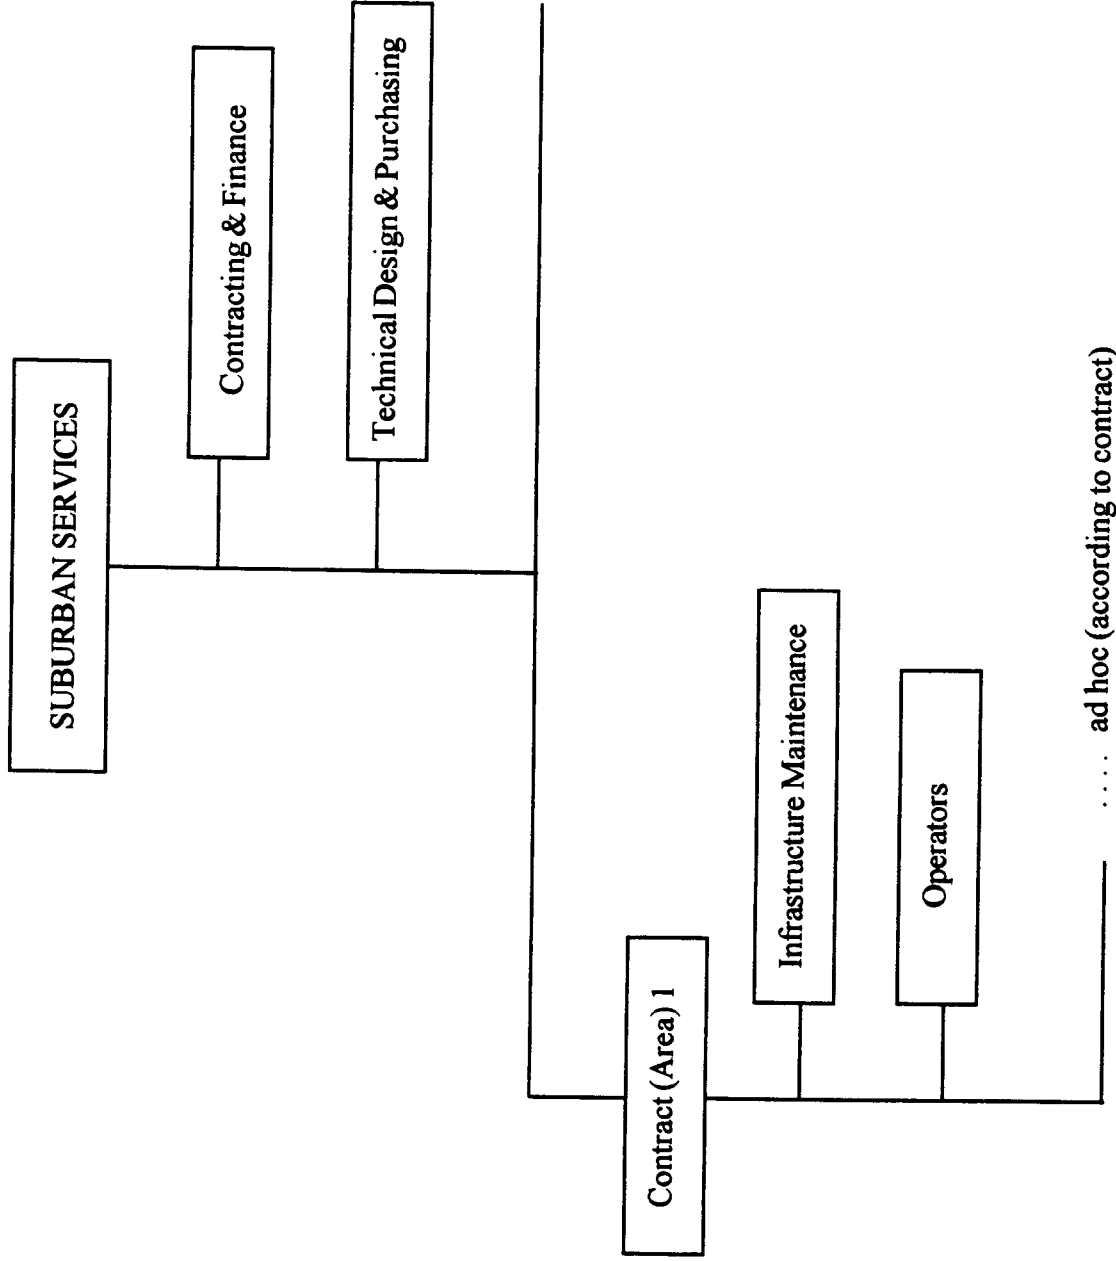 SUBURBAN SERVICES
Contracting & Finance
Technical Design & Purchasing
Contract (Area) 1
Infrastructure Maintenance
Operators
.... ad hoc (according to contract)